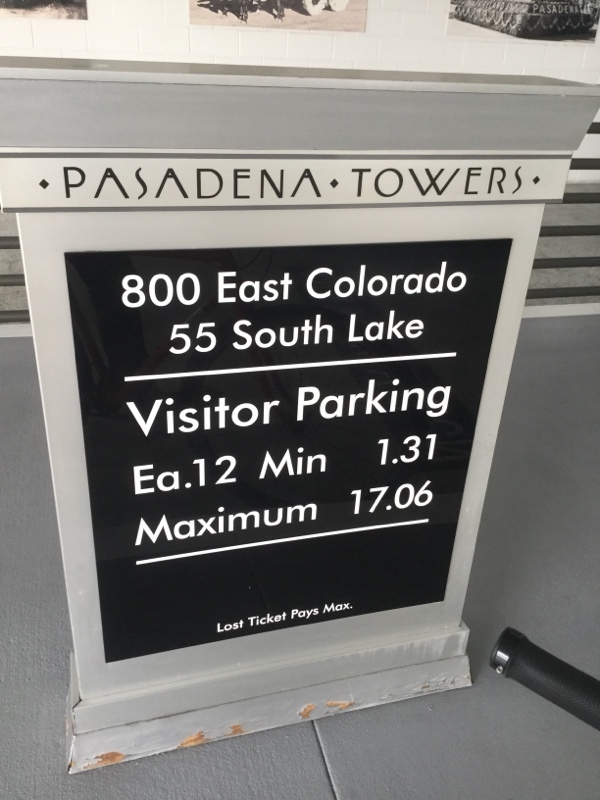 PASADENA
• PASADENA • TOWERS •
800 East Colorado
55 South Lake
Visitor Parking
Ea.12 Min 1.31
Maximum 17.06
Lost Ticket Pays Max.